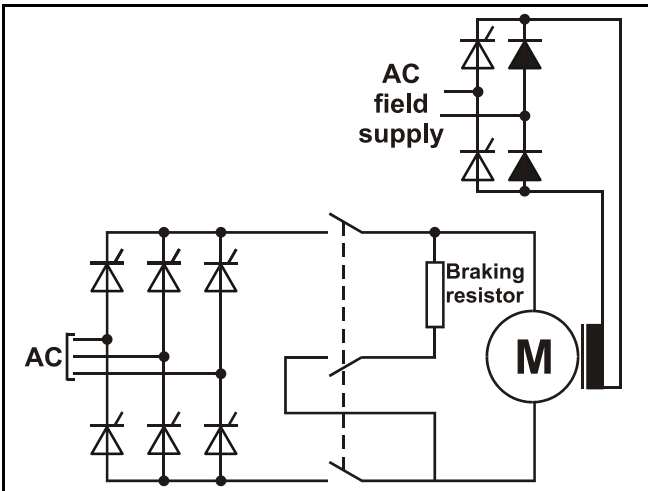 AC
field
supply
Braking
resistor
AC
M